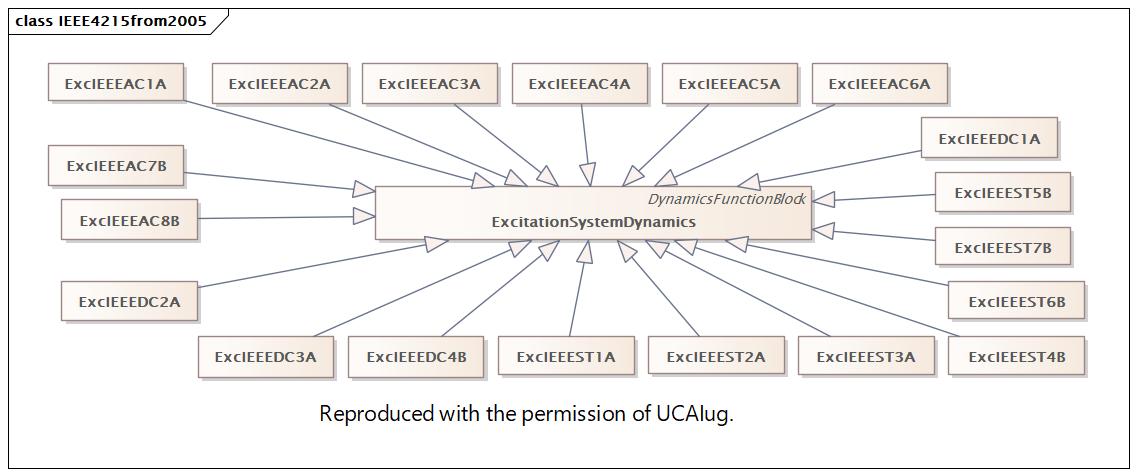 class IEEE4215from2005
ExcIEEEAC1A
ExcIEEEAC2A
ExcIEEEAC3A
ExcIEEEAC4A
ExcIEEEAC5A
ExcIEEEAC6A
ExcIEEEDC1A
ExcIEEEAC7B
ExcIEEEST5B
DynamicsFunctionBlock
ExcitationSystemDynamics
ExcIEEEAC8B
ExcIEEEST7B
ExcIEEEDC2A
ExcIEEEST6B
ExcIEEEDC3A
ExcIEEEDC4B
ExcIEEEST1A
ExcIEEEST2A
ExcIEEEST3A
ExcIEEEST4B
Reproduced with the permission of UCAIug.